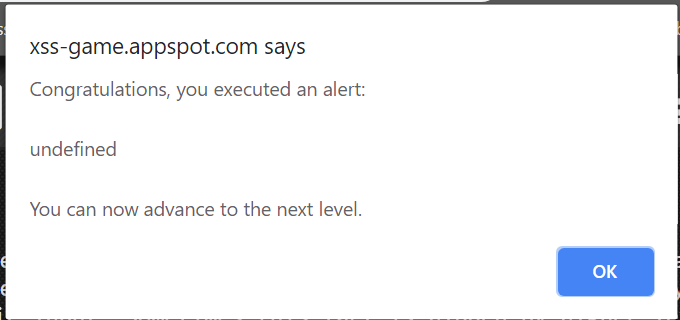 xss-game.appspot.com says
Congratulations, you executed an alert:
undefined
You can now advance to the next level.
OK